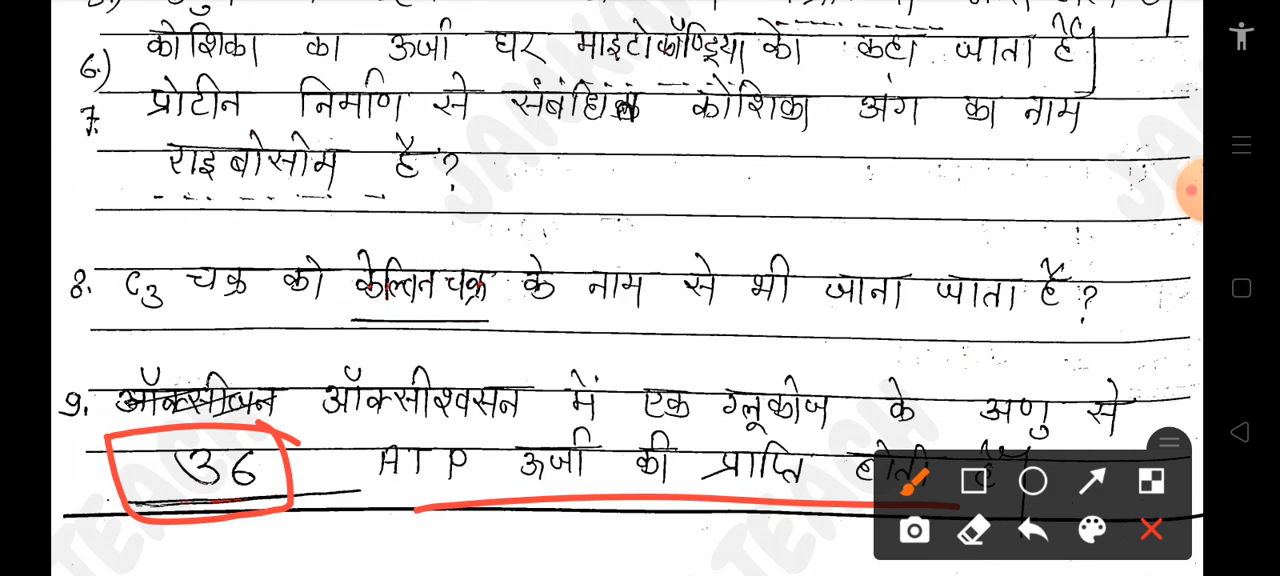 6.) कोशिका का ऊर्जा घर माइटोकॉण्ड्रिया को कहा जाता है।
7. प्रोटीन निर्माण से संबंधित कोशिका अंग का नाम
राइबोसोम है?
8. C3 चक्र को केल्विन चक्र के नाम से भी जाना जाता है?
9. ऑक्सीजन ऑक्सीश्वसन में एक ग्लूकोज के अणु से
36 ATP ऊर्जा की प्राप्ति होती है।